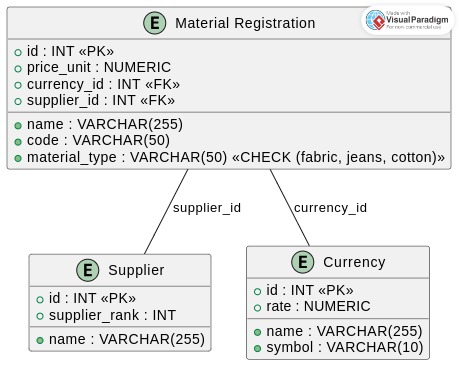 E Material Registration
Made with
Visual Paradigm
For non-commercial use
id : INT «PK»
price_unit : NUMERIC
currency_id : INT «FK»
supplier_id : INT «FK»
name : VARCHAR(255)
code : VARCHAR(50)
material_type : VARCHAR(50) «CHECK (fabric, jeans, cotton)»
supplier_id
currency_id
E Supplier
id : INT «PK»
supplier_rank : INT
name : VARCHAR(255)
E Currency
id : INT «PK»
rate : NUMERIC
name : VARCHAR(255)
symbol : VARCHAR(10)